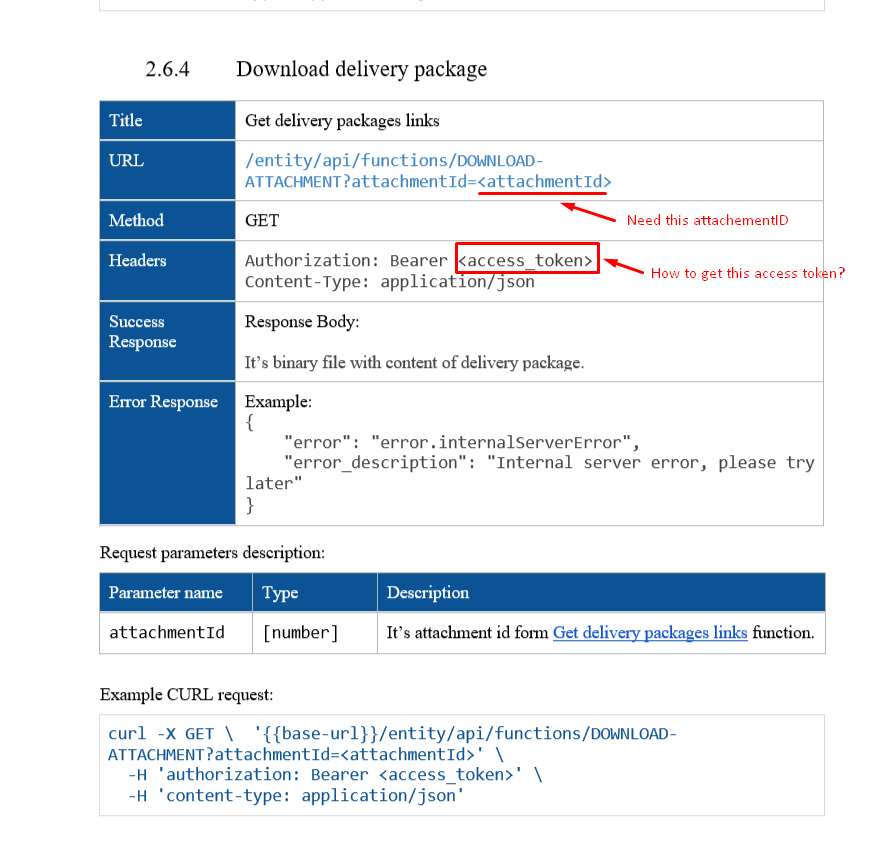 2.6.4 Download delivery package
Title Get delivery packages links
URL /entity/api/functions/DOWNLOAD-
ATTACHMENT?attachmentId=<attachmentId>
Need this attachementID
Method GET
Headers Authorization: Bearer <access_token>
How to get this access token?
Content-Type: application/json
Success Response Body:
Response
It's binary file with content of delivery package.
Error Response Example:
{
"error": "error.internalServerError",
"error_description": "Internal server error, please try
later"
}
Request parameters description:
Parameter name Type Description
attachmentId [number] It's attachment id form Get delivery packages links function.
Example CURL request:
curl -X GET \ '{{base-url}}/entity/api/functions/DOWNLOAD-
ATTACHMENT?attachmentId=<attachmentId>' \
-H 'authorization: Bearer <access_token>' \
-H 'content-type: application/json'